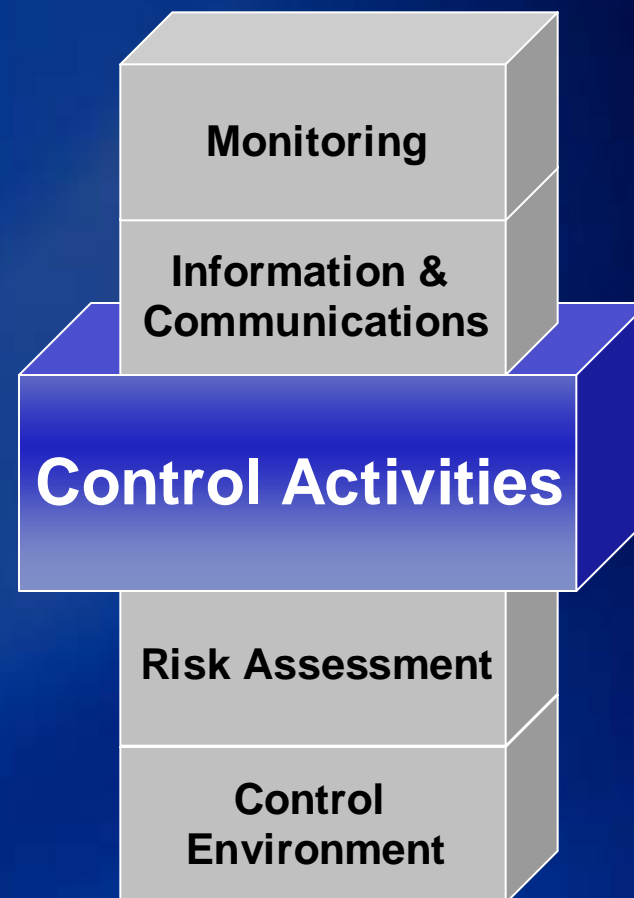 Monitoring
Information &
Communications
Control Activities
Risk Assessment
Control
Environment